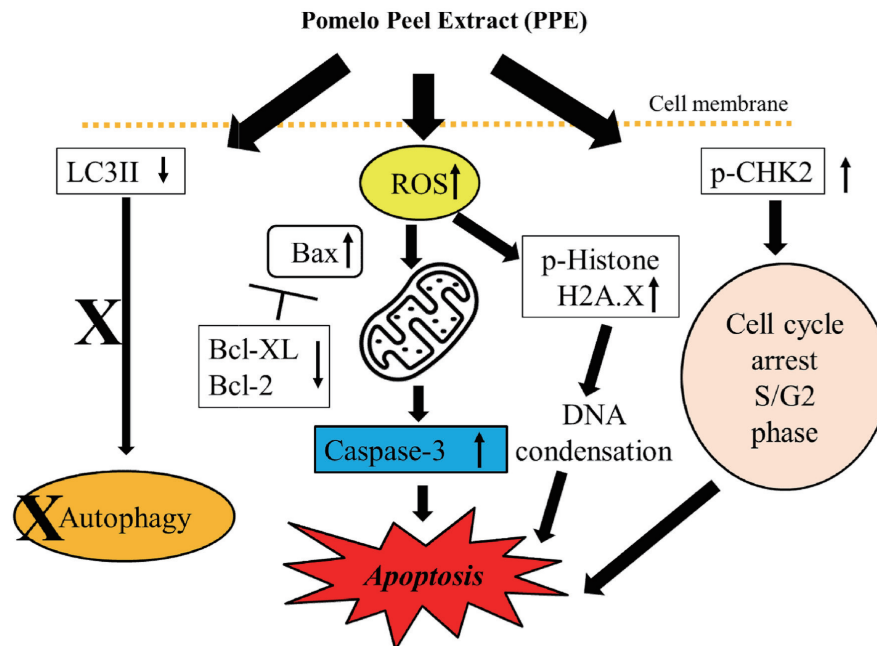 Pomelo Peel Extract (PPE)
Cell membrane
LC3II ↓
ROS ↑
p-CHK2 ↑
Bax ↑
p-Histone
H2A.X ↑
X
Bcl-XL
Bcl-2 ↓
Cell cycle
arrest
S/G2
phase
Caspase-3 ↑
DNA
condensation
X Autophagy
Apoptosis